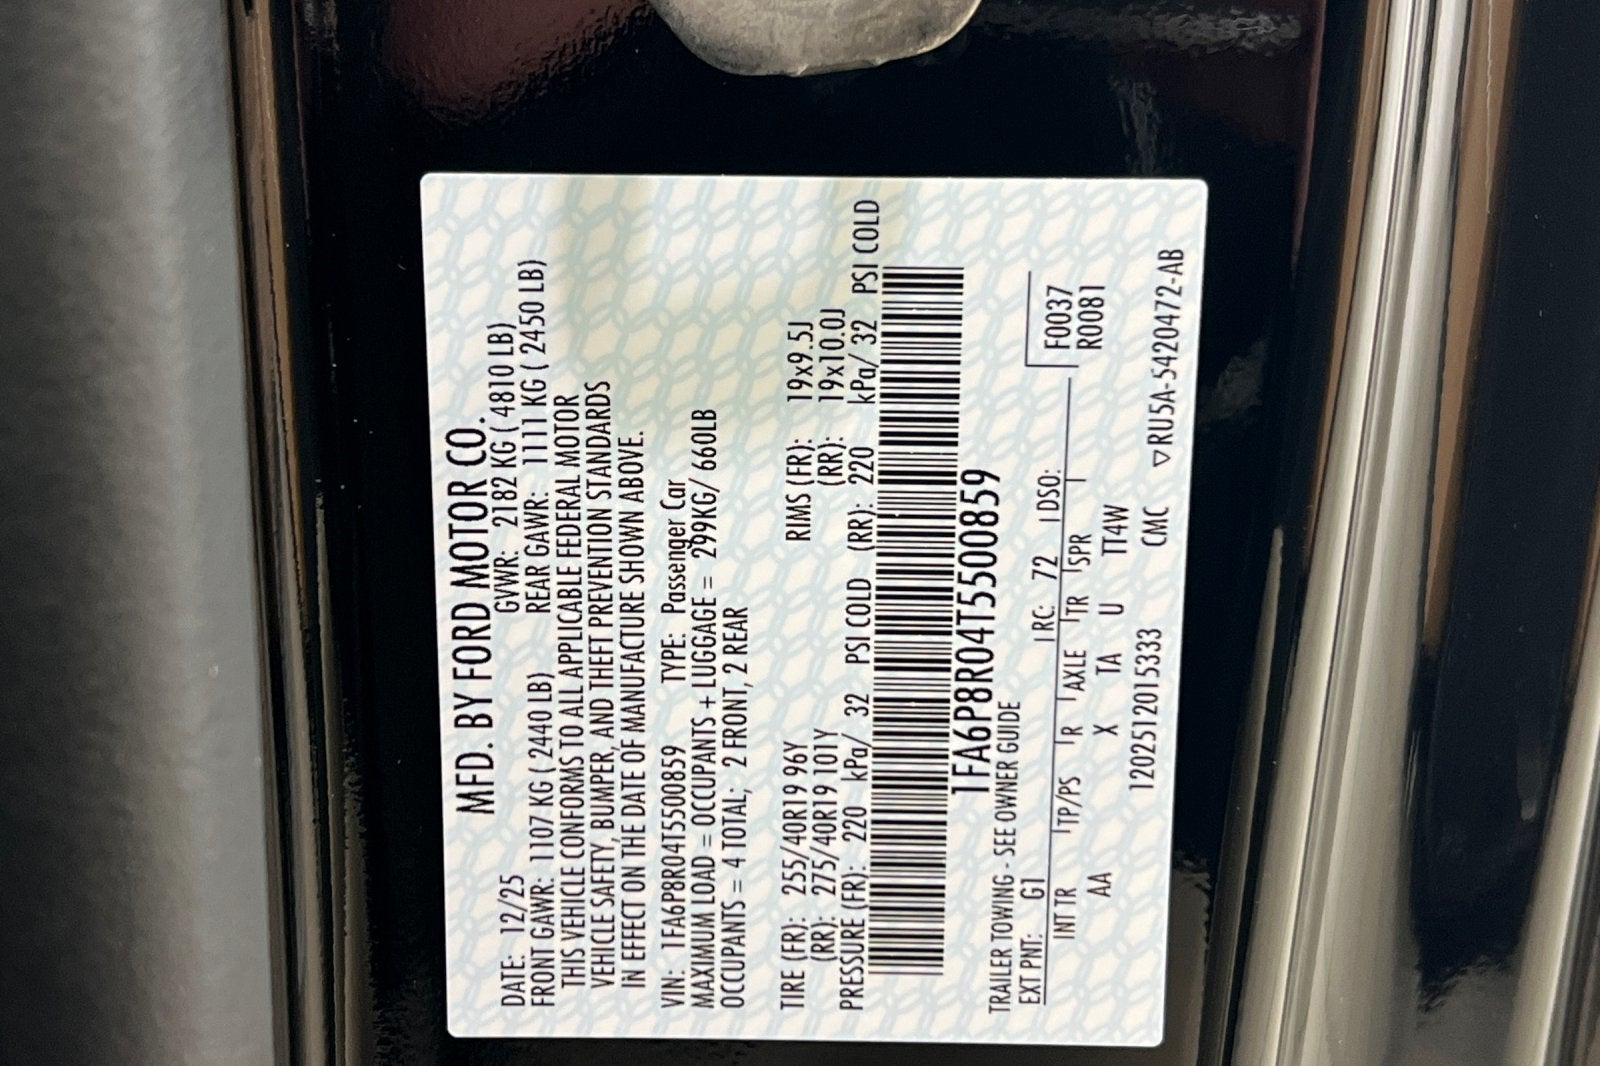 MFD. BY FORD MOTOR CO.
DATE: 12/25 GVWR: 2182 KG ( 4810 LB)
FRONT GAWR: 1107 KG ( 2440 LB) REAR GAWR: 1111 KG ( 2450 LB)
THIS VEHICLE CONFORMS TO ALL APPLICABLE FEDERAL MOTOR
VEHICLE SAFETY, BUMPER, AND THEFT PREVENTION STANDARDS
IN EFFECT ON THE DATE OF MANUFACTURE SHOWN ABOVE.
VIN: 1FA6P8R04T5500859 TYPE: Passenger Car
MAXIMUM LOAD = OCCUPANTS + LUGGAGE = 299KG/ 660LB
OCCUPANTS = 4 TOTAL; 2 FRONT, 2 REAR
TIRE (FR): 255/40R19 96Y RIMS (FR): 19x9.5J
(RR): 275/40R19 101Y (RR): 19x10.0J
PRESSURE (FR): 220 kPa/ 32 PSI COLD (RR): 220 kPa/ 32 PSI COLD
1FA6P8R04T5500859
TRAILER TOWING - SEE OWNER GUIDE
EXT PNT: G1 RC: 72 DSO:
F0037
R0081
INT TR TP/PS R AXLE TR SPR
AA X TA U TT4W
12025120153​33 CMC ▽RU5A-5420472-AB